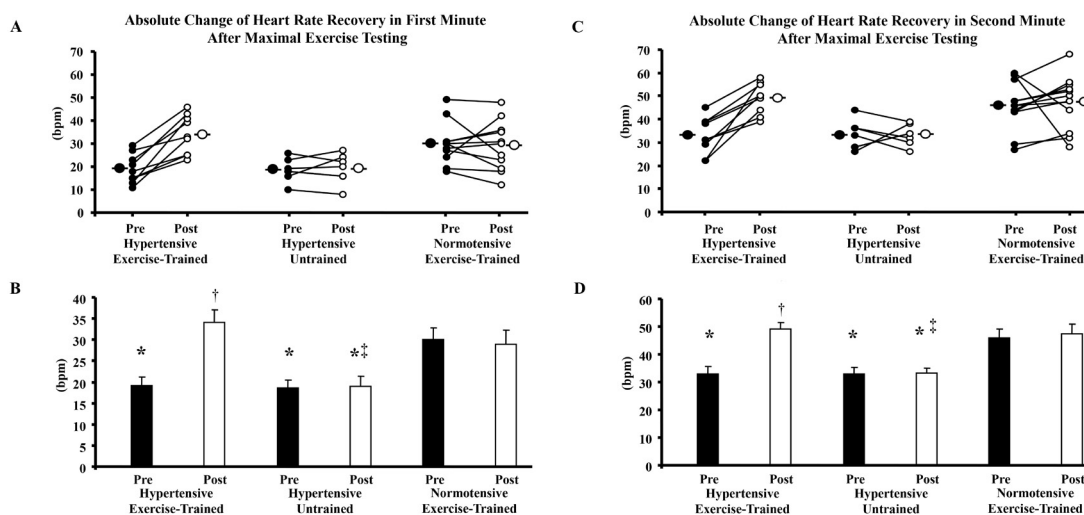 A
Absolute Change of Heart Rate Recovery in First Minute
After Maximal Exercise Testing
70
60
50
40
30
20
10
0
(bpm)
Pre Post Pre Post Pre Post
Hypertensive Hypertensive Normotensive
Exercise-Trained Untrained Exercise-Trained
B
40
35
30
25
20
15
10
5
0
(bpm)
* † * *‡
Pre Post Pre Post Pre Post
Hypertensive Hypertensive Normotensive
Exercise-Trained Untrained Exercise-Trained
C
Absolute Change of Heart Rate Recovery in Second Minute
After Maximal Exercise Testing
70
60
50
40
30
20
10
0
(bpm)
Pre Post Pre Post Pre Post
Hypertensive Hypertensive Normotensive
Exercise-Trained Untrained Exercise-Trained
D
60
50
40
30
20
10
0
(bpm)
* † * *‡
Pre Post Pre Post Pre Post
Hypertensive Hypertensive Normotensive
Exercise-Trained Untrained Exercise-Trained